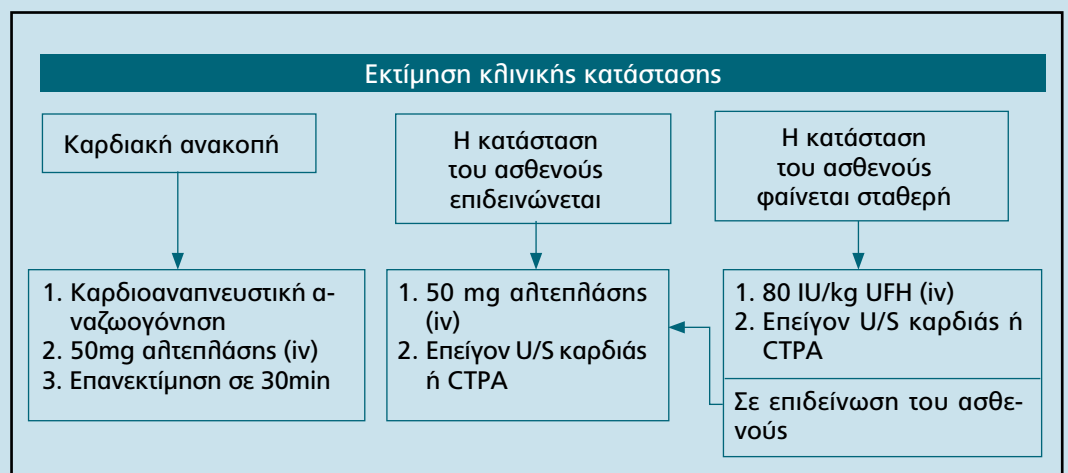 Εκτίμηση κλινικής κατάστασης
Καρδιακή ανακοπή
Η κατάσταση
του ασθενούς
επιδεινώνεται
Η κατάσταση
του ασθενούς
φαίνεται σταθερή
1. Καρδιοαναπνευστική α-
ναζωογόνηση
2. 50mg αλτεπλάσης (iv)
3. Επανεκτίμηση σε 30min
1. 50 mg αλτεπλάσης
(iv)
2. Επείγον U/S καρδιάς
ή CTPA
1. 80 IU/kg UFH (iv)
2. Επείγον U/S καρδιάς ή
CTPA
Σε επιδείνωση του ασθε-
νούς